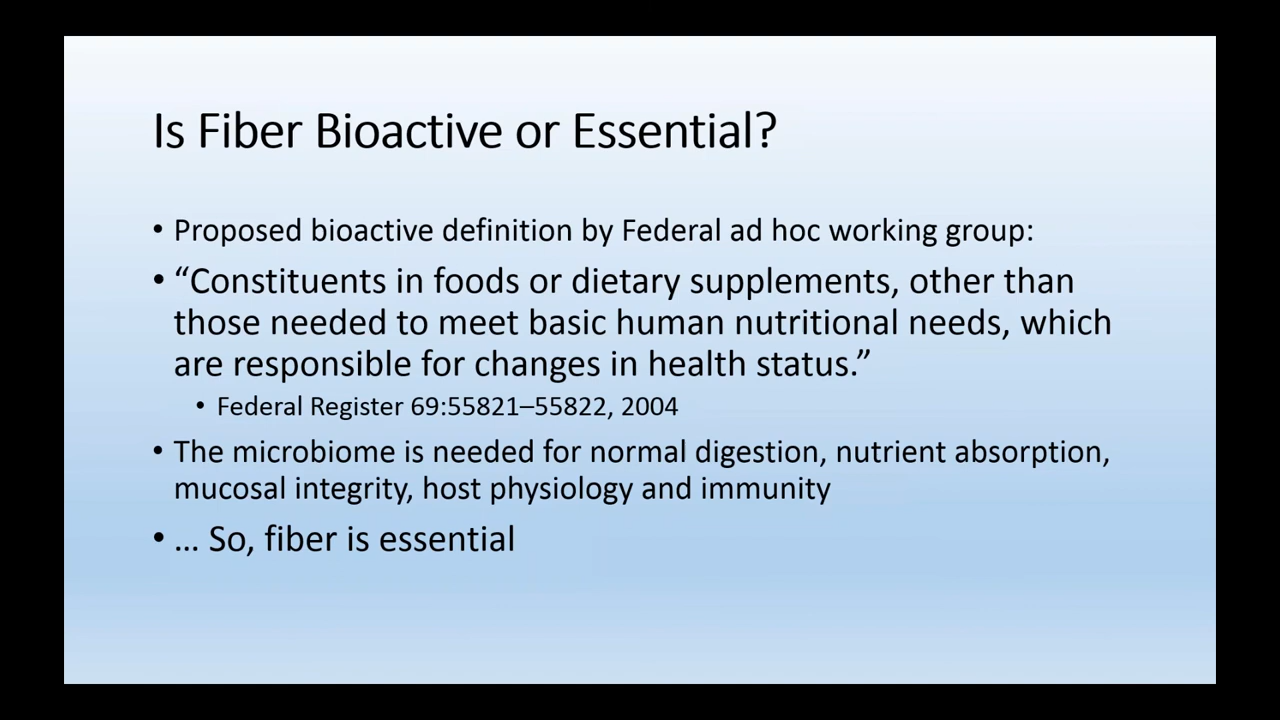 Is Fiber Bioactive or Essential?
• Proposed bioactive definition by Federal ad hoc working group:
• “Constituents in foods or dietary supplements, other than
those needed to meet basic human nutritional needs, which
are responsible for changes in health status.”
• Federal Register 69:55821–55822, 2004
• The microbiome is needed for normal digestion, nutrient absorption,
mucosal integrity, host physiology and immunity
• … So, fiber is essential